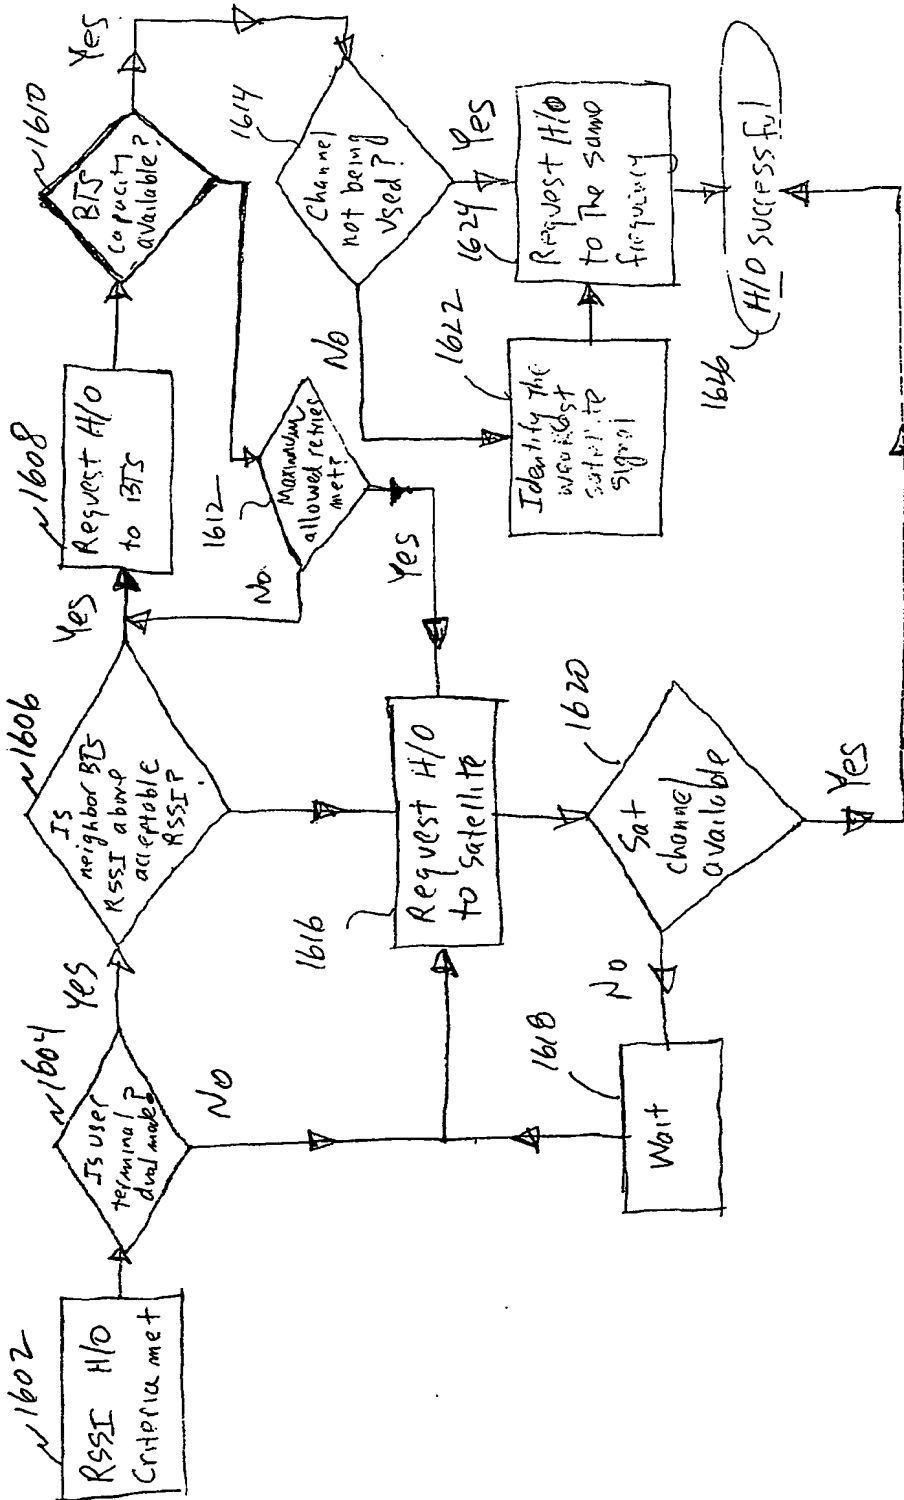 1602
RSSI H/O
Criteria met
1604
Is user
terminal
dual mode?
Yes
No
1606
Is
neighbor BTS
RSSI above
acceptable
RSSI?
Yes
1608
Request H/O
to BTS
1610
BTS
capacity
available?
Yes
1612
Maximum
allowed retries
met?
No
Yes
1614
Channel
not being
used?
No
Yes
1616
Request H/O
to Satellite
1618
Wait
1620
Sat
channel
available
No
Yes
1622
Identify the
weakest
satellite
signal
1624
Request H/O
to The same
frequency
1626
H/O successful